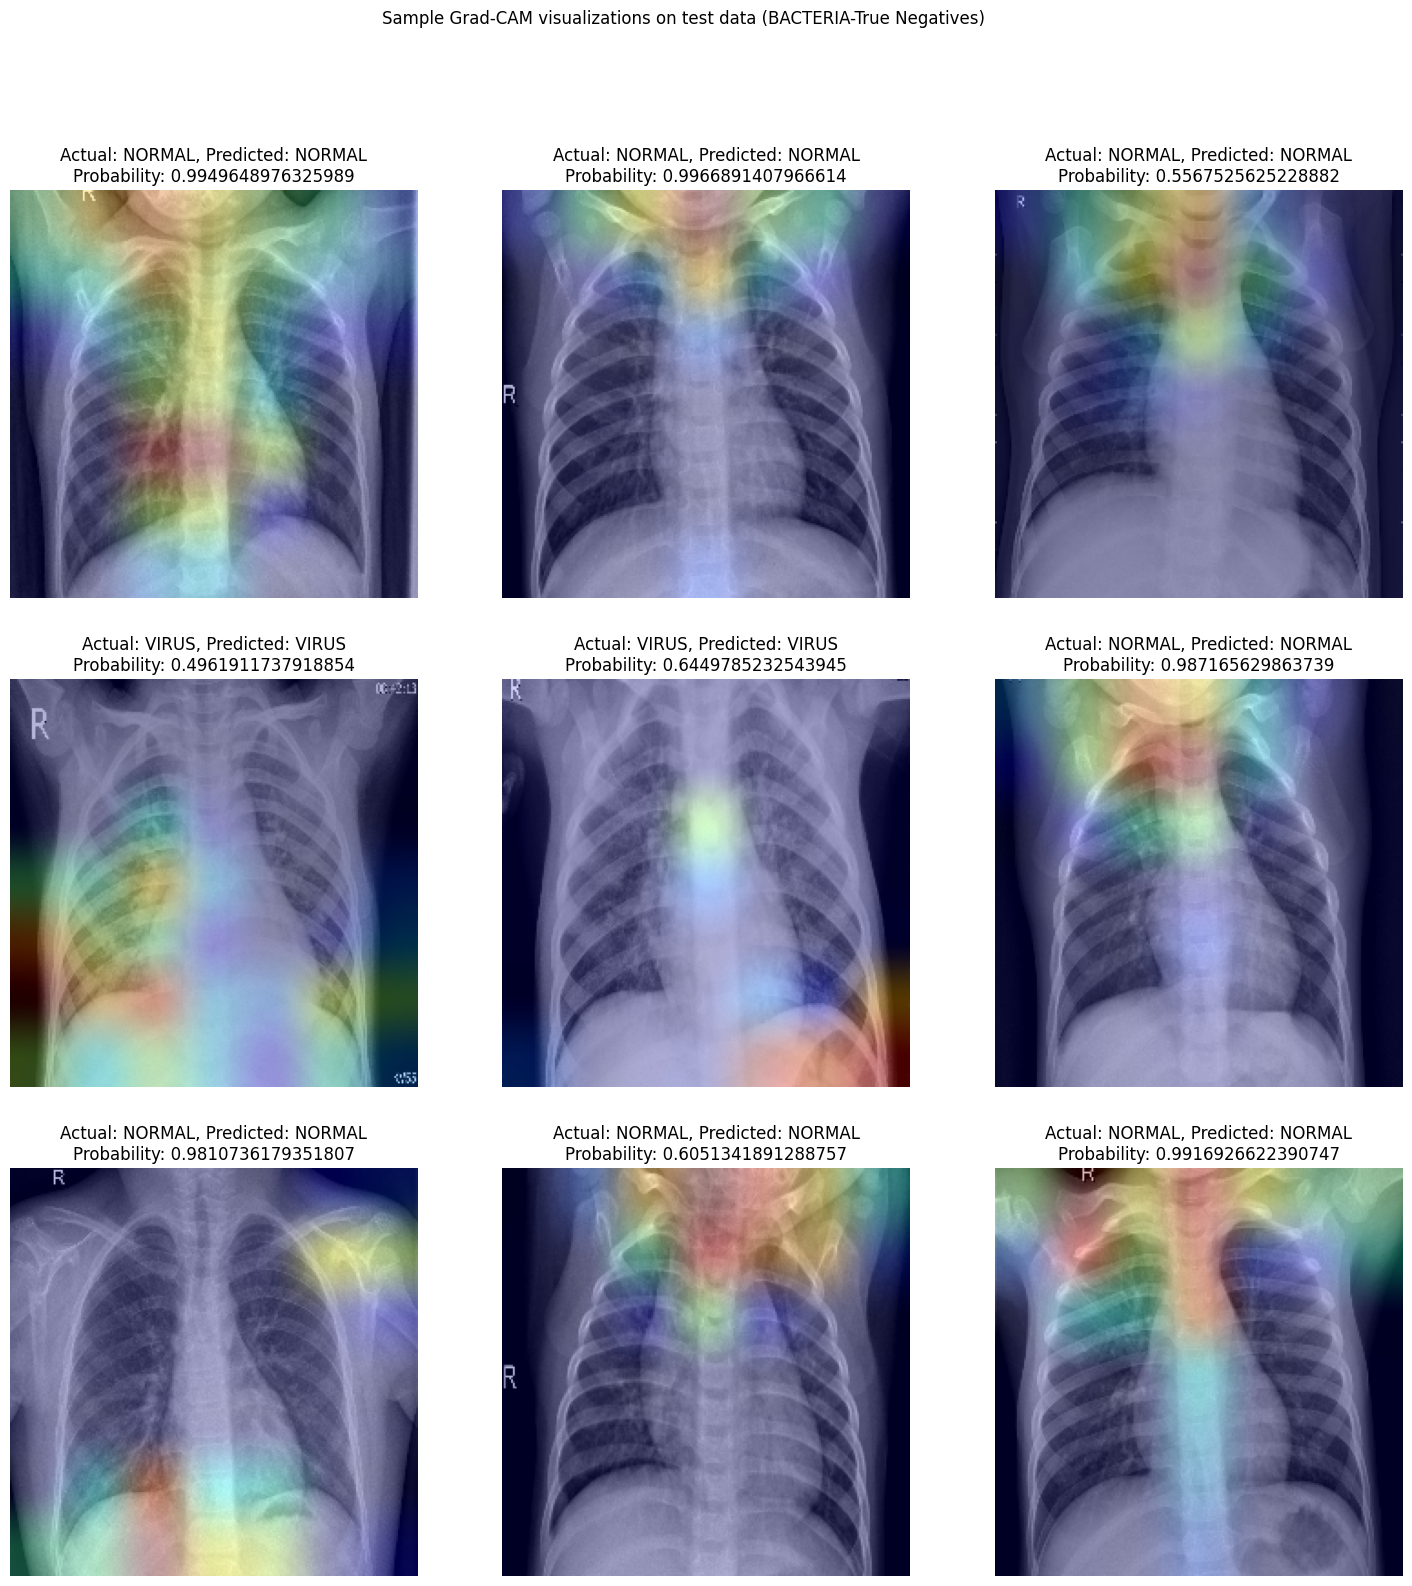 Sample Grad-CAM visualizations on test data (BACTERIA-True Negatives)
Actual: NORMAL, Predicted: NORMAL
Probability: 0.9949648976325989
R
Actual: NORMAL, Predicted: NORMAL
Probability: 0.9966891407966614
R
Actual: NORMAL, Predicted: NORMAL
Probability: 0.5567525625228882
R
Actual: VIRUS, Predicted: VIRUS
Probability: 0.4961911737918854
R
Actual: VIRUS, Predicted: VIRUS
Probability: 0.6449785232543945
R
Actual: NORMAL, Predicted: NORMAL
Probability: 0.987165629863739
Actual: NORMAL, Predicted: NORMAL
Probability: 0.9810736179351807
R
Actual: NORMAL, Predicted: NORMAL
Probability: 0.6051341891288757
R
Actual: NORMAL, Predicted: NORMAL
Probability: 0.9916926622390747
R